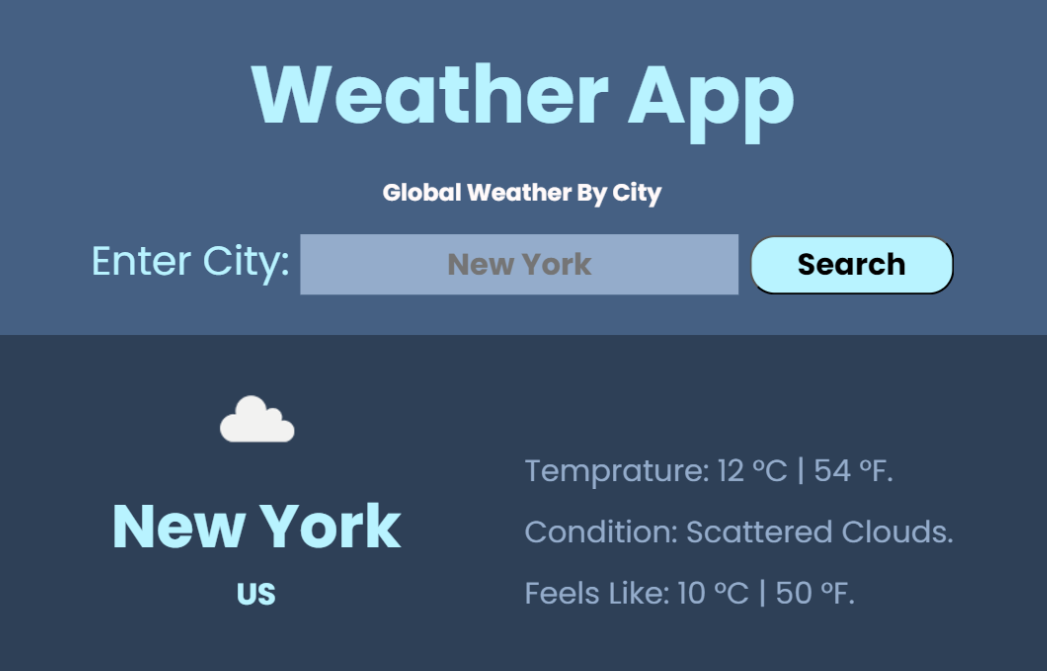 Weather App
Global Weather By City
Enter City: New York Search
New York
US
Temprature: 12 °C | 54 °F.
Condition: Scattered Clouds.
Feels Like: 10 °C | 50 °F.